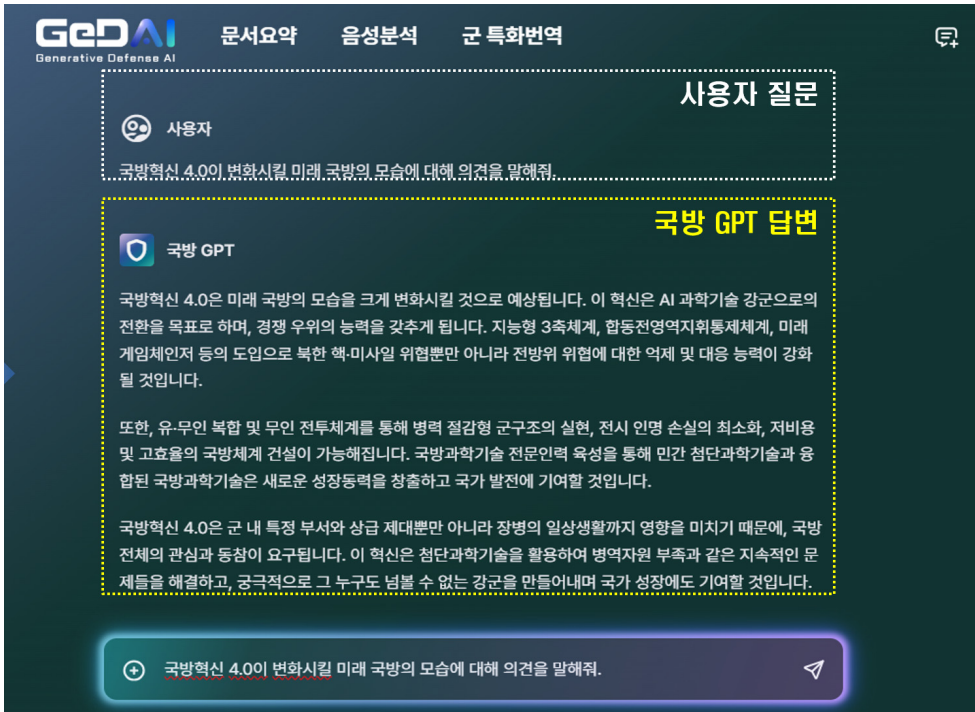 GeDAI
Generative Defense AI
문서요약 음성분석 군 특화번역
사용자 질문
사용자
국방혁신 4.0이 변화시킬 미래 국방의 모습에 대해 의견을 말해줘.
국방 GPT 답변
국방 GPT
국방혁신 4.0은 미래 국방의 모습을 크게 변화시킬 것으로 예상됩니다. 이 혁신은 AI 과학기술 강군으로의
전환을 목표로 하며, 경쟁 우위의 능력을 갖추게 됩니다. 지능형 3축체계, 합동전영역지휘통제체계, 미래
게임체인저 등의 도입으로 북한 핵·미사일 위협뿐만 아니라 전방위 위협에 대한 억제 및 대응 능력이 강화
될 것입니다.
또한, 유·무인 복합 및 무인 전투체계를 통해 병력 절감형 군구조의 실현, 전시 인명 손실의 최소화, 저비용
및 고효율의 국방체계 건설이 가능해집니다. 국방과학기술 전문인력 육성을 통해 민간 첨단과학기술과 융
합된 국방과학기술은 새로운 성장동력을 창출하고 국가 발전에 기여할 것입니다.
국방혁신 4.0은 군 내 특정 부서와 상급 제대뿐만 아니라 장병의 일상생활까지 영향을 미치기 때문에, 국방
전체의 관심과 동참이 요구됩니다. 이 혁신은 첨단과학기술을 활용하여 병역자원 부족과 같은 지속적인 문
제들을 해결하고, 궁극적으로 그 누구도 넘볼 수 없는 강군을 만들어내며 국가 성장에도 기여할 것입니다.
국방혁신 4.0이 변화시킬 미래 국방의 모습에 대해 의견을 말해줘.